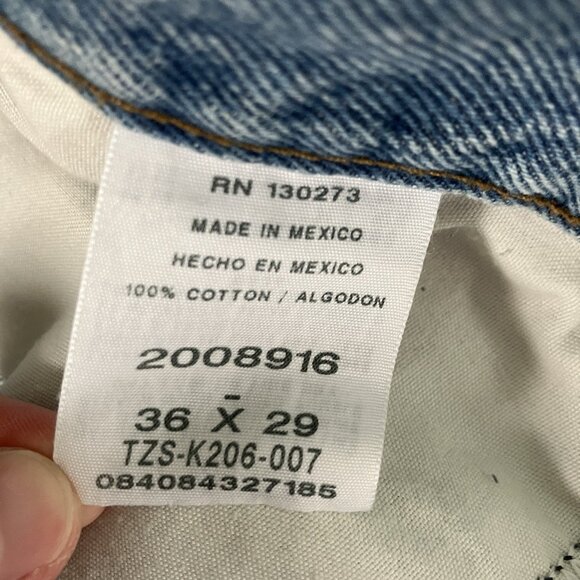 RN 130273
MADE IN MEXICO
HECHO EN MEXICO
100% COTTON / ALGODON
2008916
-
36 X 29
TZS-K206-007
084084327185